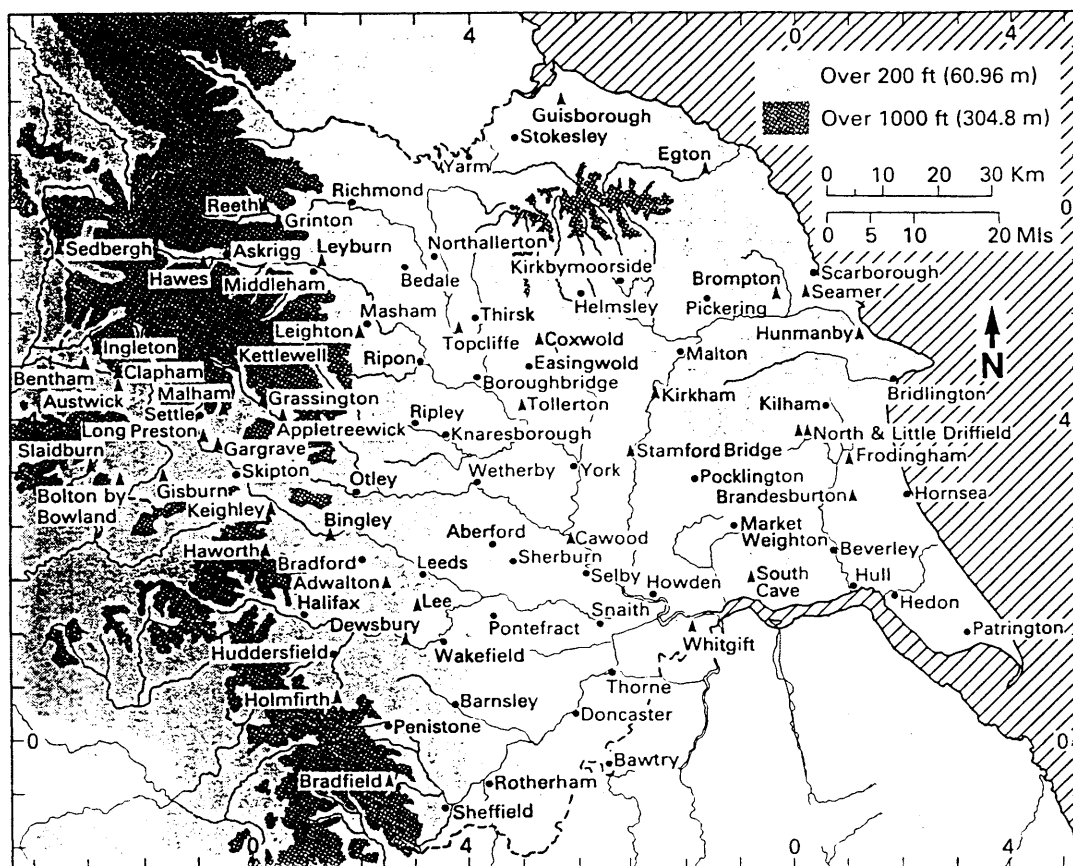 0
4
Over 200 ft (60.96 m)
Over 1000 ft (304.8 m)
0 10 20 30 Km
0 5 10 20 Mls
0
N
Guisborough
Stokesley
Yarm
Egton
Richmond
Reeth
Grinton
Leyburn
Northallerton
Sedbergh
Askrigg
Hawes
Middleham
Bedale
Kirkbymoorside
Helmsley
Brompton
Pickering
Scarborough
Seamer
Masham
Thirsk
Leighton
Topcliffe
Coxwold
Hunmanby
Ingleton
Kettlewell
Ripon
Easingwold
Malton
Bentham
Clapham
Boroughbridge
Bridlington
Austwick
Malham
Grassington
Tollerton
Kirkham
Kilham
Settle
Ripley
Long Preston
Appletreewick
Knaresborough
4
North & Little Driffield
Slaidburn
Gargrave
Stamford Bridge
Frodingham
Skipton
Otley
Wetherby
York
Pocklington
Bolton by
Bowland
Gisburn
Brandesburton
Hornsea
Keighley
Bingley
Aberford
Cawood
Market
Weighton
Haworth
Bradford
Leeds
Sherburn
Beverley
Adwalton
Selby
Howden
South
Cave
Hull
Halifax
Lee
Hedon
Dewsbury
Pontefract
Snaith
Huddersfield
Wakefield
Whitgift
Patrington
Holmfirth
Barnsley
Thorne
Doncaster
Penistone
0
0
Bradfield
Rotherham
Bawtry
Sheffield
0
4
0
4